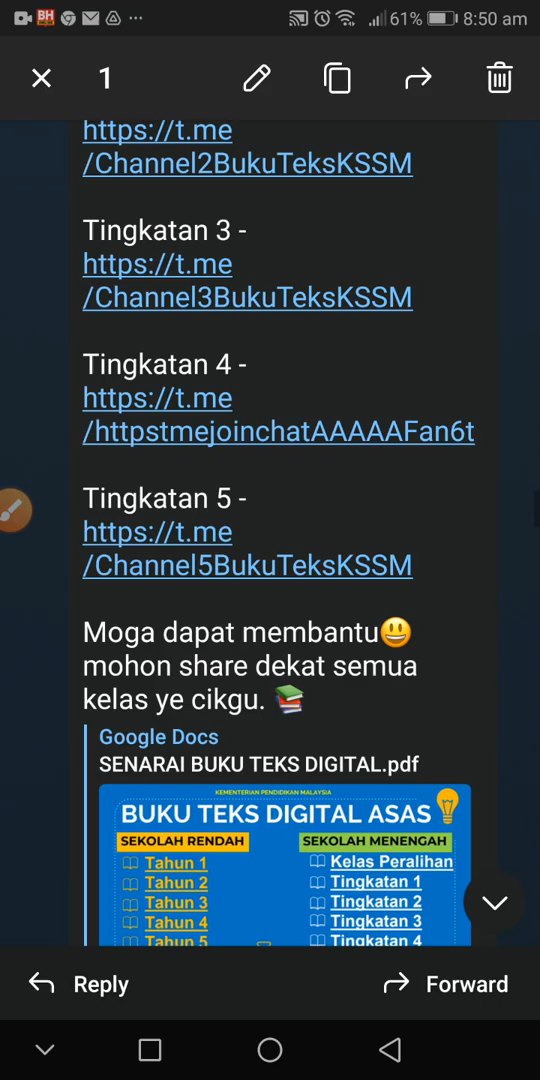 BH
61% 8:50 am
1
https://t.me
/Channel2BukuTeksKSSM
Tingkatan 3 -
https://t.me
/Channel3BukuTeksKSSM
Tingkatan 4 -
https://t.me
/httpstmejoinchatAAAAAFan6t
Tingkatan 5 -
https://t.me
/Channel5BukuTeksKSSM
Moga dapat membantu😃
mohon share dekat semua
kelas ye cikgu. 📚
Google Docs
SENARAI BUKU TEKS DIGITAL.pdf
KEMENTERIAN PENDIDIKAN MALAYSIA
BUKU TEKS DIGITAL ASAS
SEKOLAH RENDAH
Tahun 1
Tahun 2
Tahun 3
Tahun 4
Tahun 5
SEKOLAH MENENGAH
Kelas Peralihan
Tingkatan 1
Tingkatan 2
Tingkatan 3
Tingkatan 4
Reply
Forward